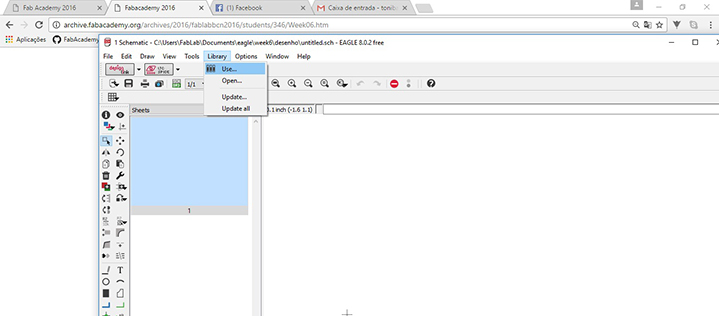 Fab Academy 2016
Fabacademy 2016
(1) Facebook
Caixa de entrada - tonib
archive.fabacademy.org/archives/2016/fablabbcn2016/students/346/Week06.htm
Aplicações
FabAcademy
1 Schematic - C:\Users\FabLab\Documents\eagle\week6\desenho\untitled.sch - EAGLE 8.0.2 free
File Edit Draw View Tools Library Options Window Help
design link
Use...
Open...
Update...
Update all
1/1
Sheets
.1 inch (-1.6 1.1)
1